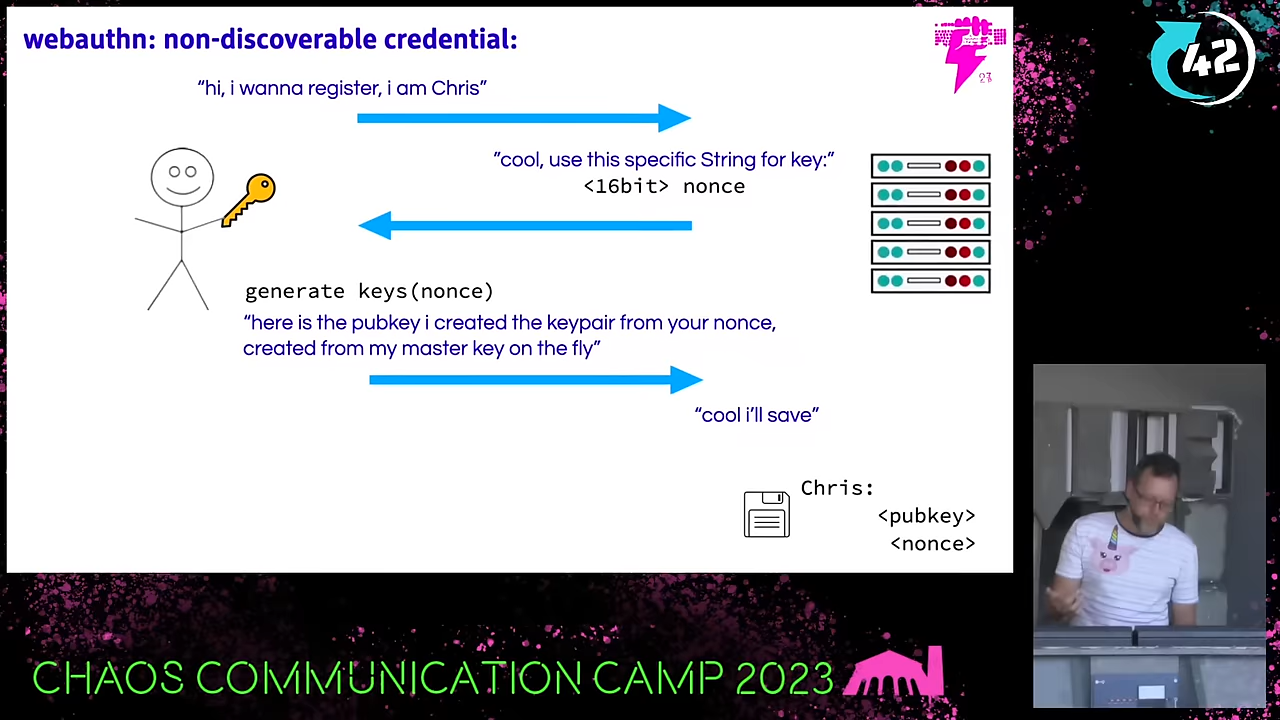 webauthn: non-discoverable credential:
“hi, i wanna register, i am Chris”
”cool, use this specific String for key:”
<16bit> nonce
generate keys(nonce)
“here is the pubkey i created the keypair from your nonce,
created from my master key on the fly”
“cool i’ll save”
Chris:
<pubkey>
<nonce>
42
23
CHAOS COMMUNICATION CAMP 2023